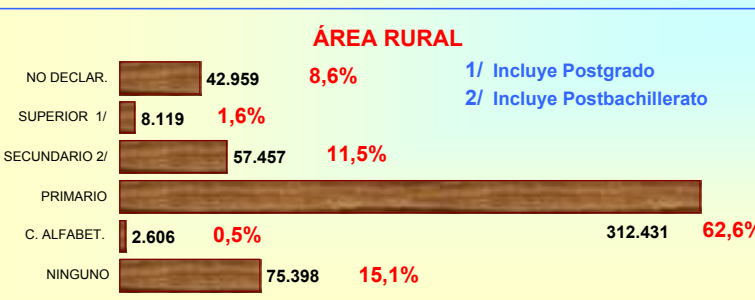 ÁREA RURAL
1/ Incluye Postgrado
2/ Incluye Postbachillerato
NO DECLAR. 42.959 8,6%
SUPERIOR 1/ 8.119 1,6%
SECUNDARIO 2/ 57.457 11,5%
PRIMARIO 312.431 62,6%
C. ALFABET. 2.606 0,5%
NINGUNO 75.398 15,1%